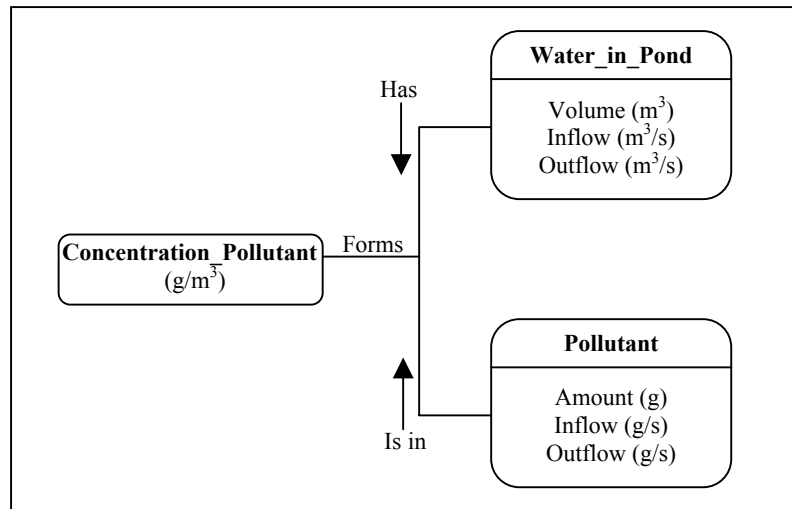 Water_in_Pond
Volume (m³)
Inflow (m³/s)
Outflow (m³/s)
Has
Forms
Concentration_Pollutant
(g/m³)
Is in
Pollutant
Amount (g)
Inflow (g/s)
Outflow (g/s)